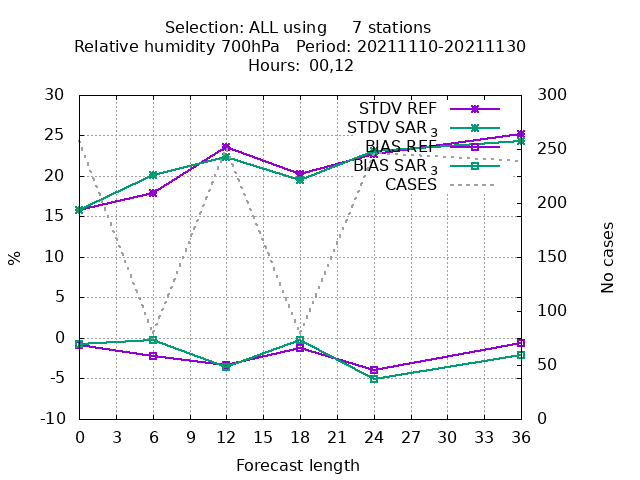 Selection: ALL using     7 stations
Relative humidity 700hPa   Period: 20211110-20211130
Hours: 00,12
30 300
STDV REF
STDV SAR 3
25 250
BIAS REF
BIAS SAR 3
20 200
CASES
15 150
10 100
5
0 50
-5
-10 0
%
No cases
0 3 6 9 12 15 18 21 24 27 30 33 36
Forecast length